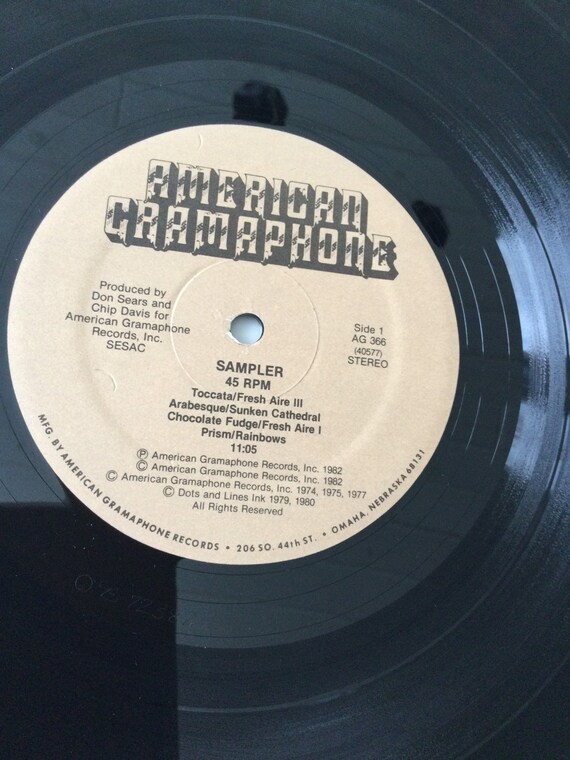 AMERICAN
GRAMAPHONE
Produced by
Don Sears and
Chip Davis for
American Gramaphone
Records, Inc.
SESAC
Side 1
AG 366
(40577)
STEREO
SAMPLER
45 RPM
Toccata/Fresh Aire III
Arabesque/Sunken Cathedral
Chocolate Fudge/Fresh Aire I
Prism/Rainbows
11:05
Ⓟ American Gramaphone Records, Inc. 1982
© American Gramaphone Records, Inc. 1982
© American Gramaphone Records, Inc. 1974, 1975, 1977
© Dots and Lines Ink 1979, 1980
All Rights Reserved
MFG. BY AMERICAN GRAMAPHONE RECORDS • 206 SO. 44th ST. • OMAHA, NEBRASKA 68131